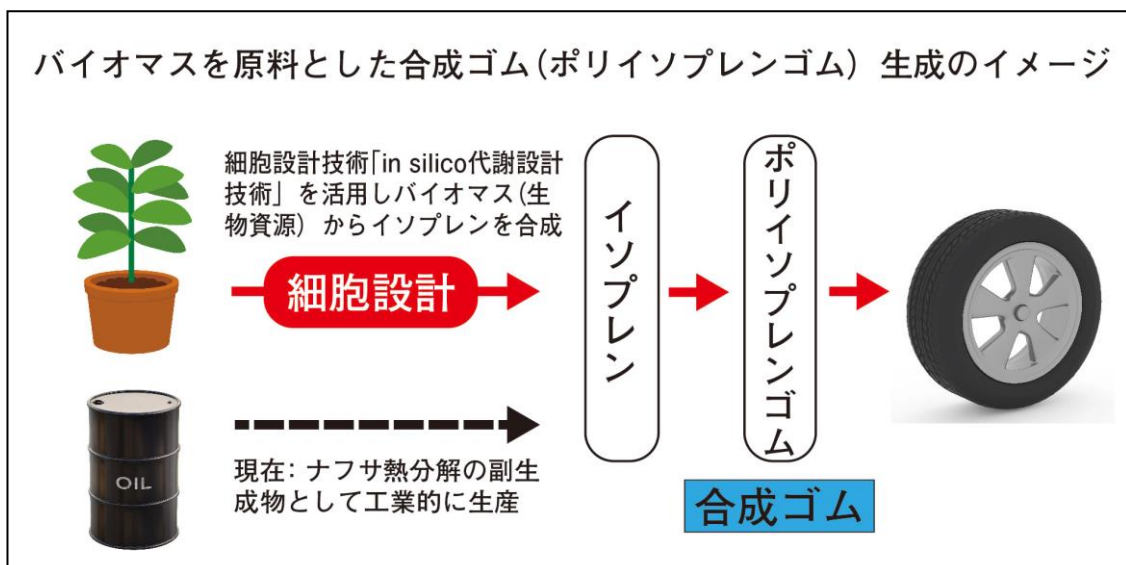 バイオマスを原料とした合成ゴム(ポリイソプレンゴム) 生成のイメージ
細胞設計技術「in silico代謝設計
技術」を活用しバイオマス(生
物資源) からイソプレンを合成
細胞設計
イソプレン
ポリイソプレンゴム
OIL
現在: ナフサ熱分解の副生
成物として工業的に生産
合成ゴム